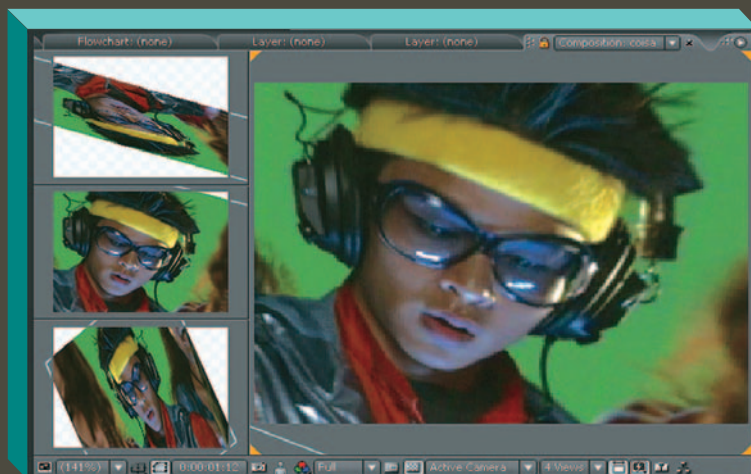 Flowchart: (none) Layer: (none) Layer: (none) Composition: coisa
(141%) 0:00:01:12 Full Active Camera 4 Views